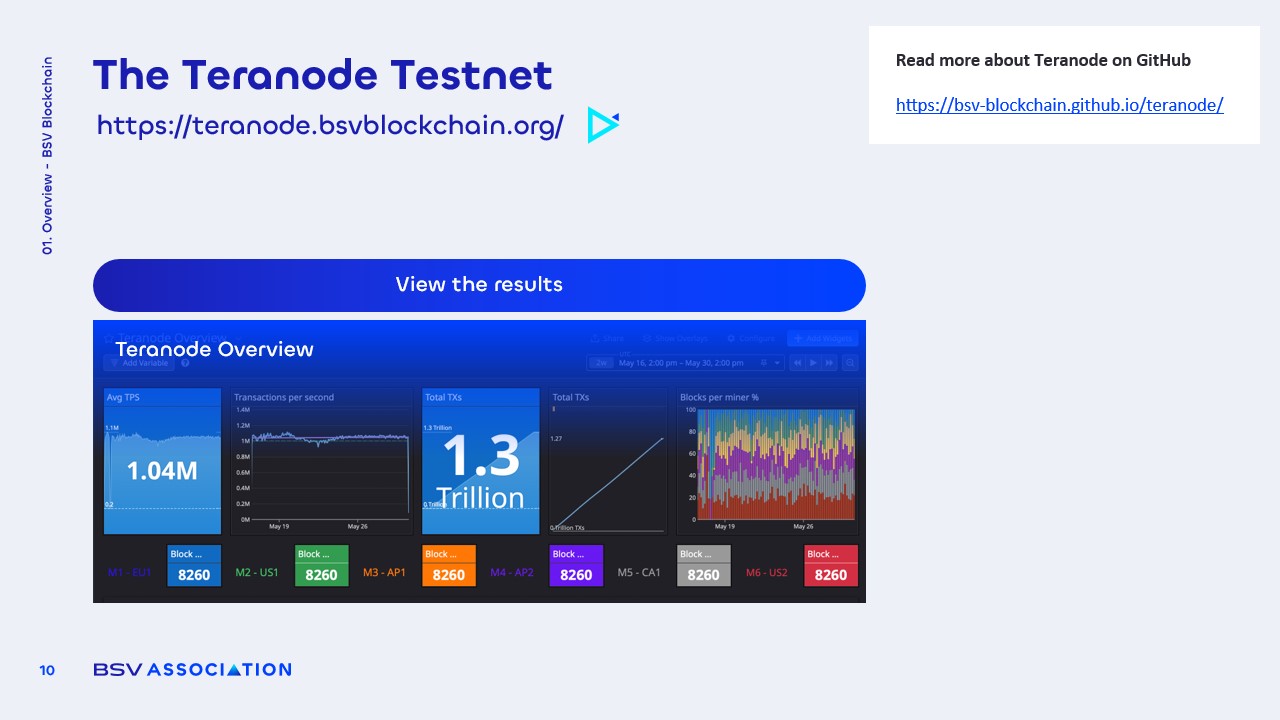 01. Overview - BSV Blockchain
The Teranode Testnet
https://teranode.bsvblockchain.org/
Read more about Teranode on GitHub
https://bsv-blockchain.github.io/teranode/
View the results
Teranode Overview
Teranode Overview
Share
Show Overlays
Configure
Add Widgets
Add Variable
2w
May 16, 2:00 pm – May 30, 2:00 pm
Avg TPS
1.1M
1.04M
0.2
Transactions per second
1.4M
1.2M
1M
0.8M
0.6M
0.4M
0.2M
0M
May 19
May 26
Total TXs
1.3 Trillion
1.3
Trillion
0 Trillion
Total TXs
1.27
0 Trillion TXs
Blocks per miner %
100
80
60
40
20
0
May 19
May 26
M1 - EU1
Block ...
8260
M2 - US1
Block ...
8260
M3 - AP1
Block ...
8260
M4 - AP2
Block ...
8260
M5 - CA1
Block ...
8260
M6 - US2
Block ...
8260
10
BSV ASSOCIATION